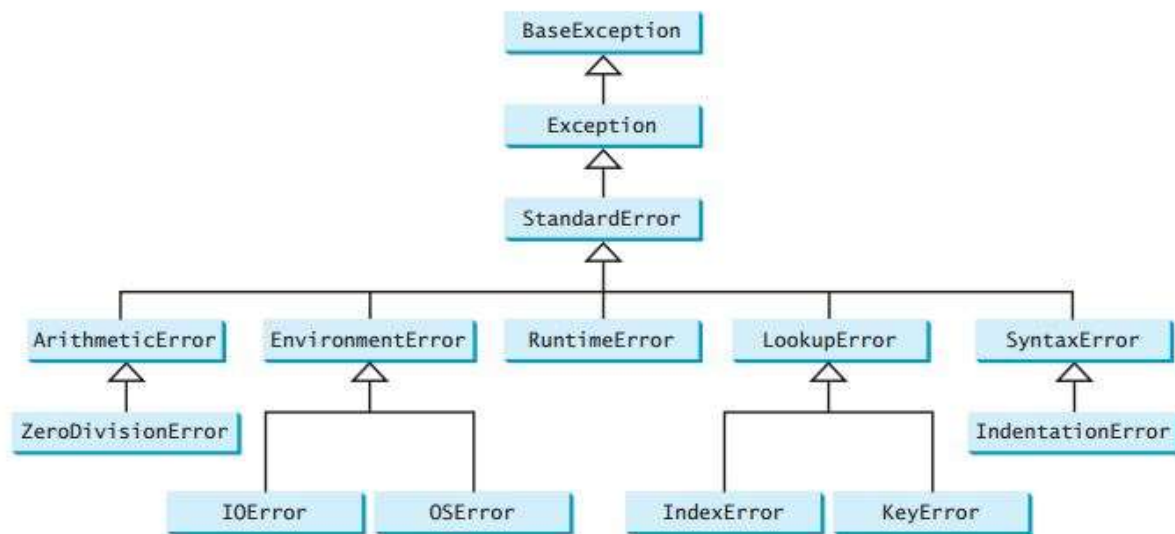 BaseException
Exception
StandardError
ArithmeticError EnvironmentError RuntimeError LookupError SyntaxError
ZeroDivisionError IndentationError
IOError OSError IndexError KeyError